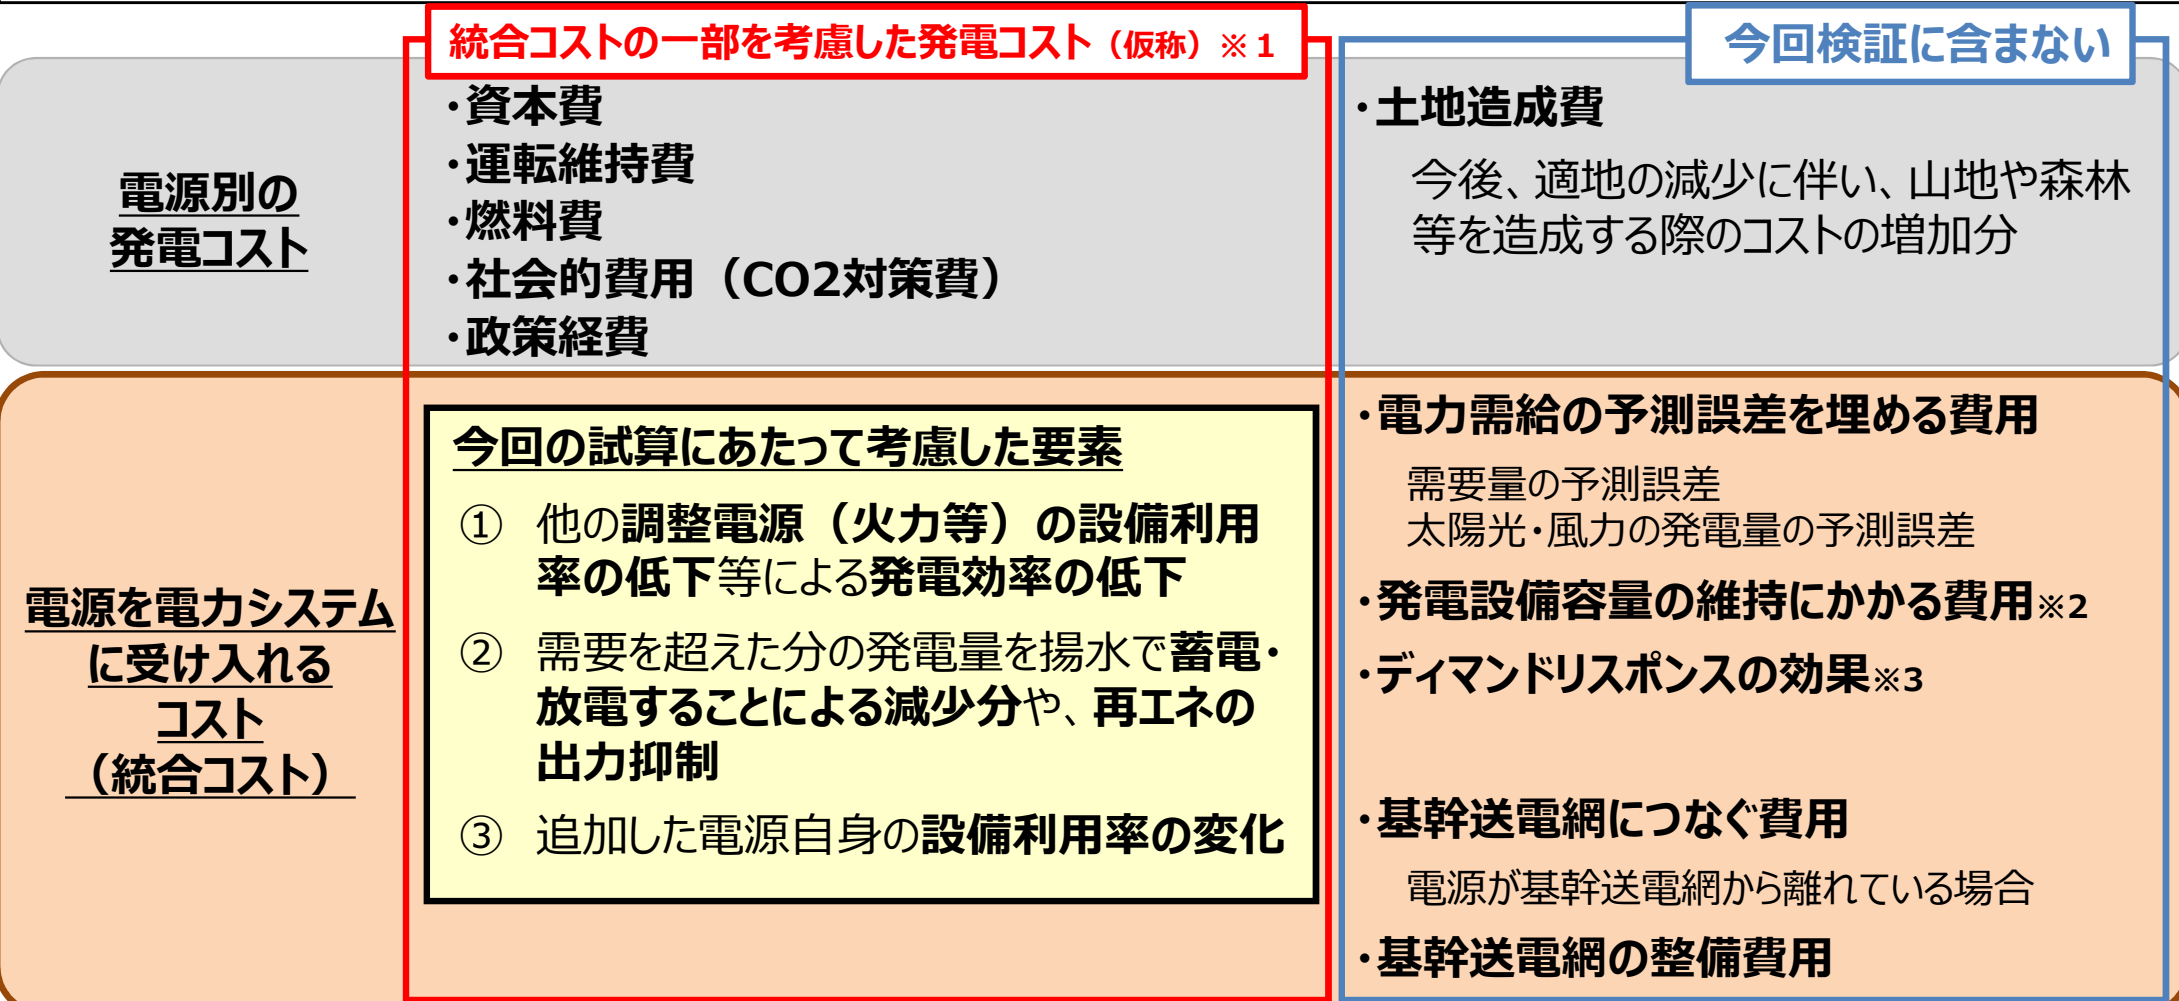 統合コストの一部を考慮した発電コスト（仮称）※１
今回検証に含まない
電源別の
発電コスト
・資本費
・運転維持費
・燃料費
・社会的費用（CO2対策費）
・政策経費
・土地造成費
今後、適地の減少に伴い、山地や森林
等を造成する際のコストの増加分
電源を電力システム
に受け入れる
コスト
（統合コスト）
今回の試算にあたって考慮した要素
① 他の調整電源（火力等）の設備利用
率の低下等による発電効率の低下
② 需要を超えた分の発電量を揚水で蓄電・
放電することによる減少分や、再エネの
出力抑制
③ 追加した電源自身の設備利用率の変化
・電力需給の予測誤差を埋める費用
需要量の予測誤差
太陽光・風力の発電量の予測誤差
・発電設備容量の維持にかかる費用※2
・ディマンドリスポンスの効果※3
・基幹送電網につなぐ費用
電源が基幹送電網から離れている場合
・基幹送電網の整備費用